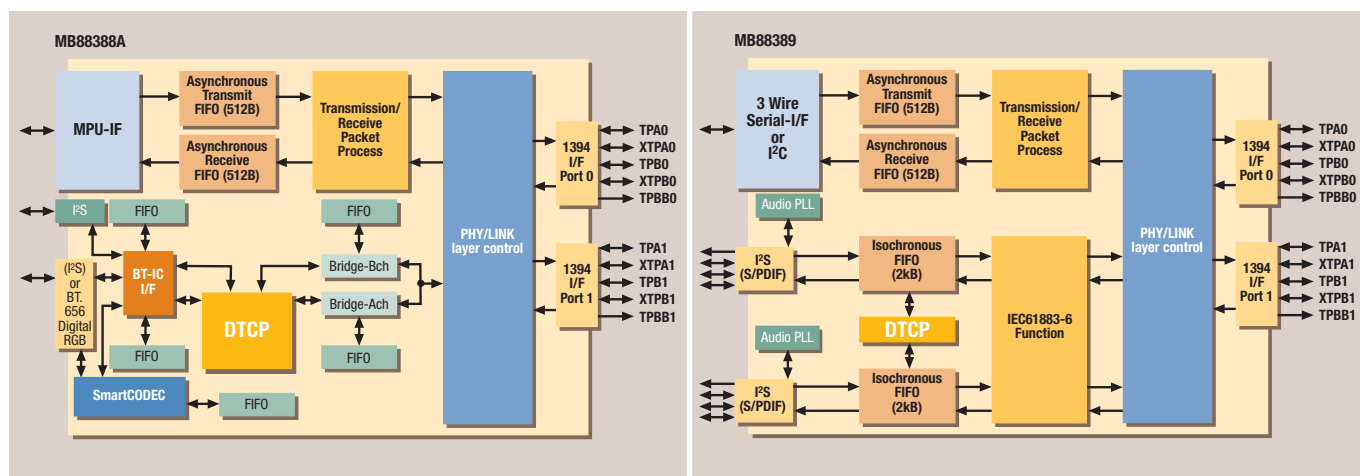 MB88388A
MPU-IF
Asynchronous
Transmit
FIFO (512B)
Asynchronous
Receive
FIFO (512B)
Transmission/
Receive
Packet
Process
PHY/LINK
layer control
1394
I/F
Port 0
TPA0
XTPA0
TPB0
XTPB0
TPBB0
I²S
FIFO
FIFO
(I²S)
or
BT.
656
Digital
RGB
BT-IC
I/F
DTCP
Bridge-Bch
Bridge-Ach
FIFO
FIFO
SmartCODEC
FIFO
1394
I/F
Port 1
TPA1
XTPA1
TPB1
XTPB1
TPBB1
MB88389
3 Wire
Serial-I/F
or
I²C
Asynchronous
Transmit
FIFO (512B)
Asynchronous
Receive
FIFO (512B)
Transmission/
Receive
Packet
Process
PHY/LINK
layer control
1394
I/F
Port 0
TPA0
XTPA0
TPB0
XTPB0
TPBB0
Audio PLL
I²S
(S/PDIF)
Isochronous
FIFO
(2kB)
DTCP
IEC61883-6
Function
Audio PLL
I²S
(S/PDIF)
Isochronous
FIFO
(2kB)
1394
I/F
Port 1
TPA1
XTPA1
TPB1
XTPB1
TPBB1